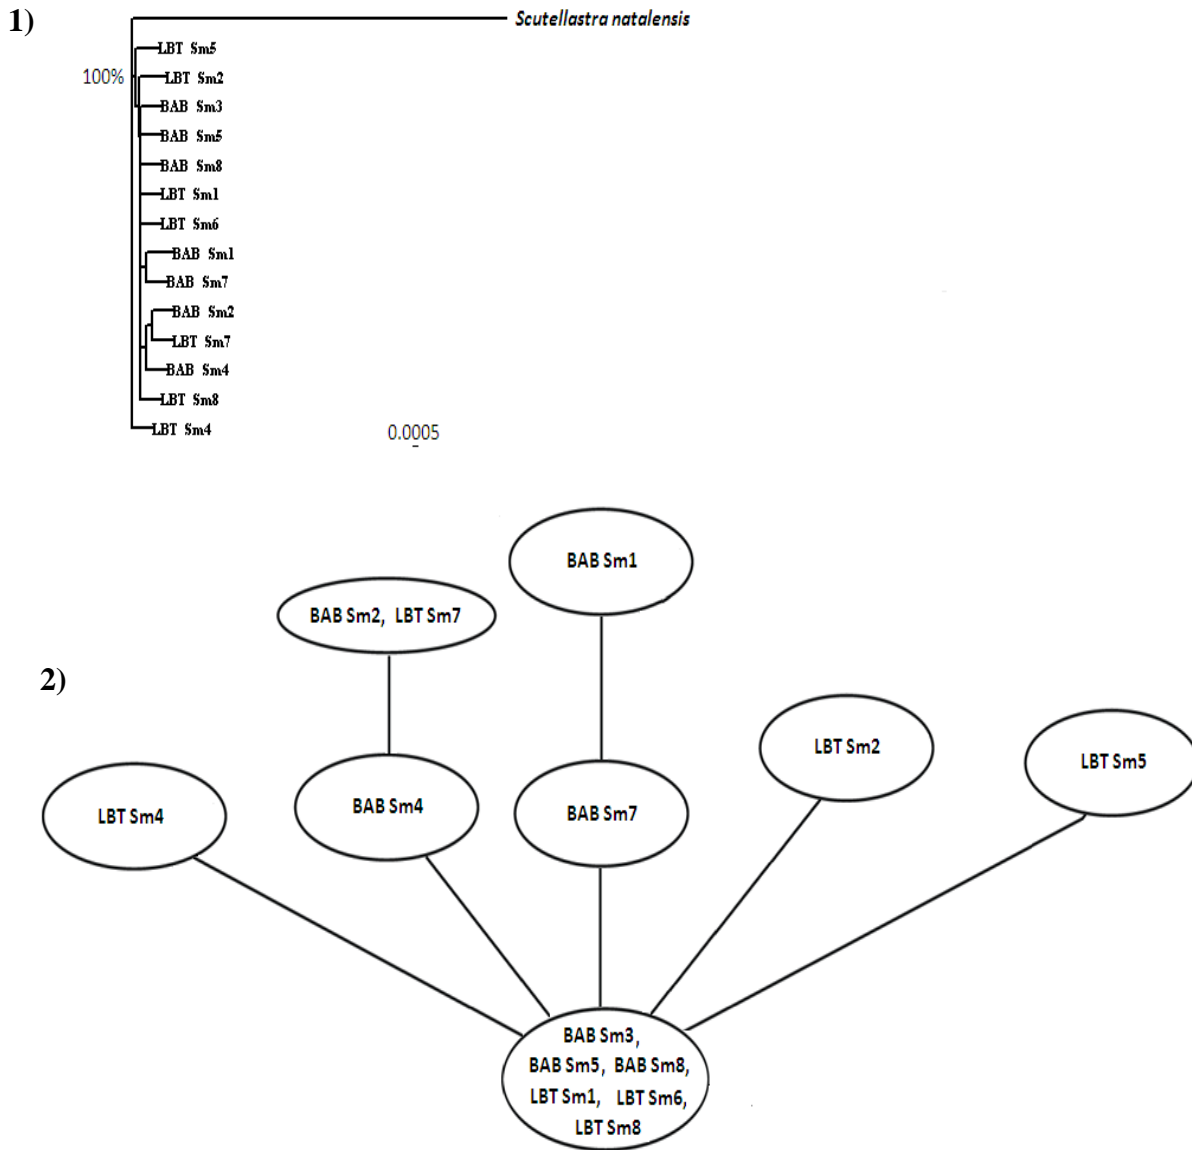 1)
Scutellastra natalensis
LBT Sm5
100%
LBT Sm2
BAB Sm3
BAB Sm5
BAB Sm8
LBT Sm1
LBT Sm6
BAB Sm1
BAB Sm7
BAB Sm2
LBT Sm7
BAB Sm4
LBT Sm8
LBT Sm4
0.0005
2)
BAB Sm1
BAB Sm2, LBT Sm7
LBT Sm2
LBT Sm5
LBT Sm4
BAB Sm4
BAB Sm7
BAB Sm3,
BAB Sm5, BAB Sm8,
LBT Sm1, LBT Sm6,
LBT Sm8